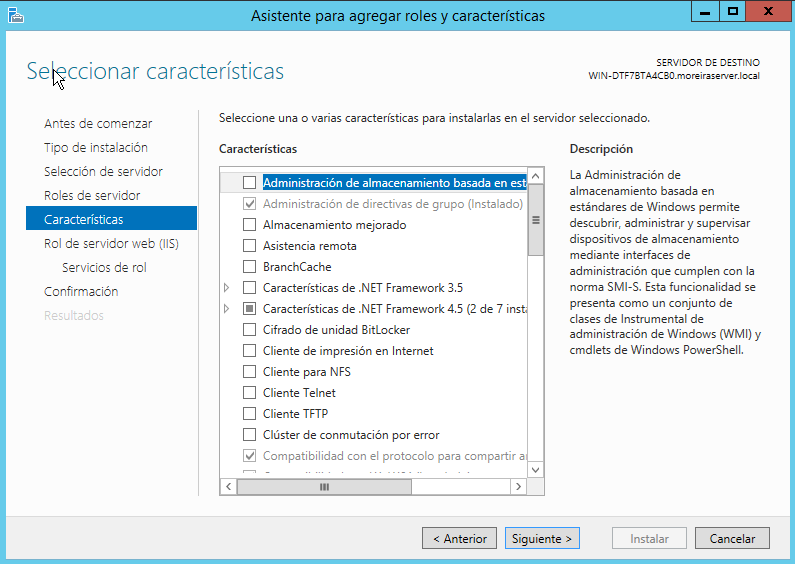 Asistente para agregar roles y características
Seleccionar características
SERVIDOR DE DESTINO
WIN-DTF7BTA4CB0.moreiraserver.local
Antes de comenzar
Tipo de instalación
Selección de servidor
Roles de servidor
Características
Rol de servidor web (IIS)
Servicios de rol
Confirmación
Resultados
Seleccione una o varias características para instalarlas en el servidor seleccionado.
Características
Administración de almacenamiento basada en est
Administración de directivas de grupo (Instalado)
Almacenamiento mejorado
Asistencia remota
BranchCache
Características de .NET Framework 3.5
Características de .NET Framework 4.5 (2 de 7 insta
Cifrado de unidad BitLocker
Cliente de impresión en Internet
Cliente para NFS
Cliente Telnet
Cliente TFTP
Clúster de conmutación por error
Compatibilidad con el protocolo para compartir a
Descripción
La Administración de
almacenamiento basada en
estándares de Windows permite
descubrir, administrar y supervisar
dispositivos de almacenamiento
mediante interfaces de
administración que cumplen con la
norma SMI-S. Esta funcionalidad se
presenta como un conjunto de
clases de Instrumental de
administración de Windows (WMI) y
cmdlets de Windows PowerShell.
< Anterior
Siguiente >
Instalar
Cancelar